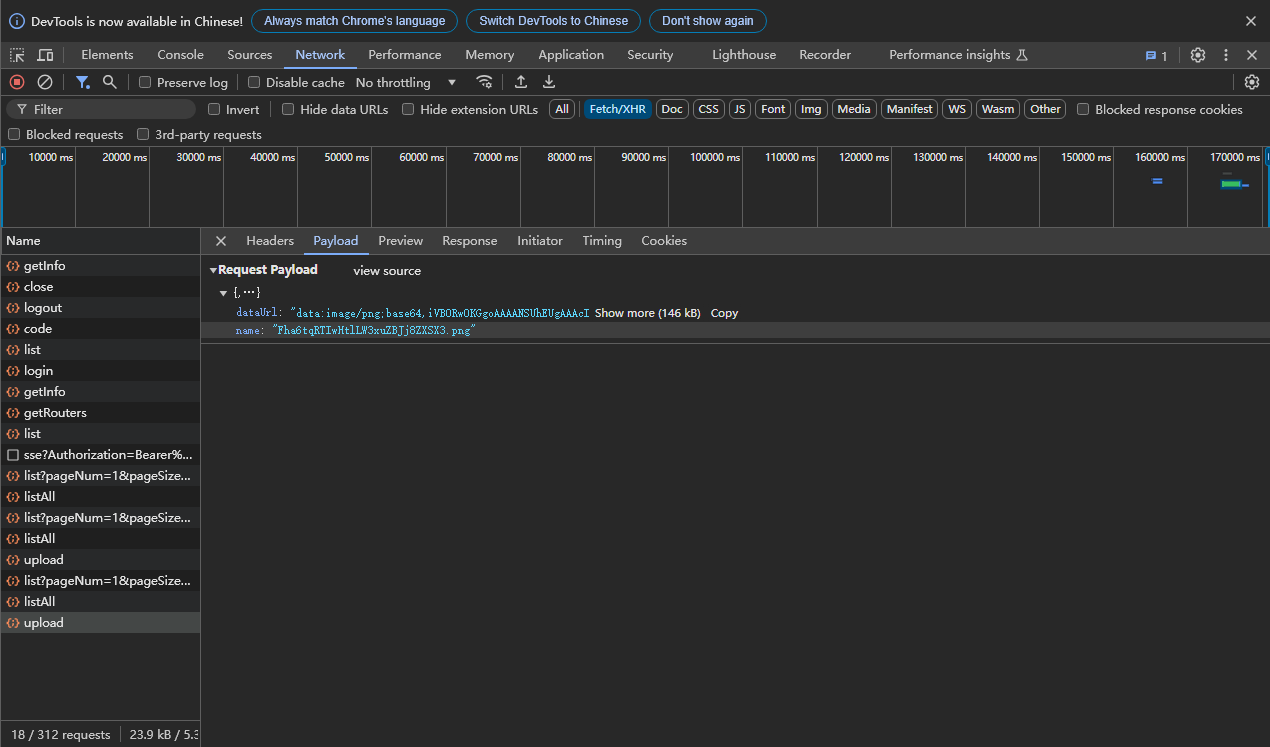 DevTools is now available in Chinese! Always match Chrome's language Switch DevTools to Chinese Don't show again
Elements Console Sources Network Performance Memory Application Security Lighthouse Recorder Performance insights 1
Preserve log Disable cache No throttling
Filter Invert Hide data URLs Hide extension URLs All Fetch/XHR Doc CSS JS Font Img Media Manifest WS Wasm Other Blocked response cookies
Blocked requests 3rd-party requests
10000 ms 20000 ms 30000 ms 40000 ms 50000 ms 60000 ms 70000 ms 80000 ms 90000 ms 100000 ms 110000 ms 120000 ms 130000 ms 140000 ms 150000 ms 160000 ms 170000 ms
Name
getInfo
close
logout
code
list
login
getInfo
getRouters
list
sse?Authorization=Bearer%...
list?pageNum=1&pageSize...
listAll
list?pageNum=1&pageSize...
listAll
upload
list?pageNum=1&pageSize...
listAll
upload
18 / 312 requests 23.9 kB / 5.3
Headers Payload Preview Response Initiator Timing Cookies
Request Payload view source
{,…}
dataUrl: "data:image/png;base64,iVBORw0KGgoAAAANSUhEUgAAAcI Show more (146 kB) Copy
name: "Fha6tqRTIwHtlLW3xuZBJj8ZXSX3.png"